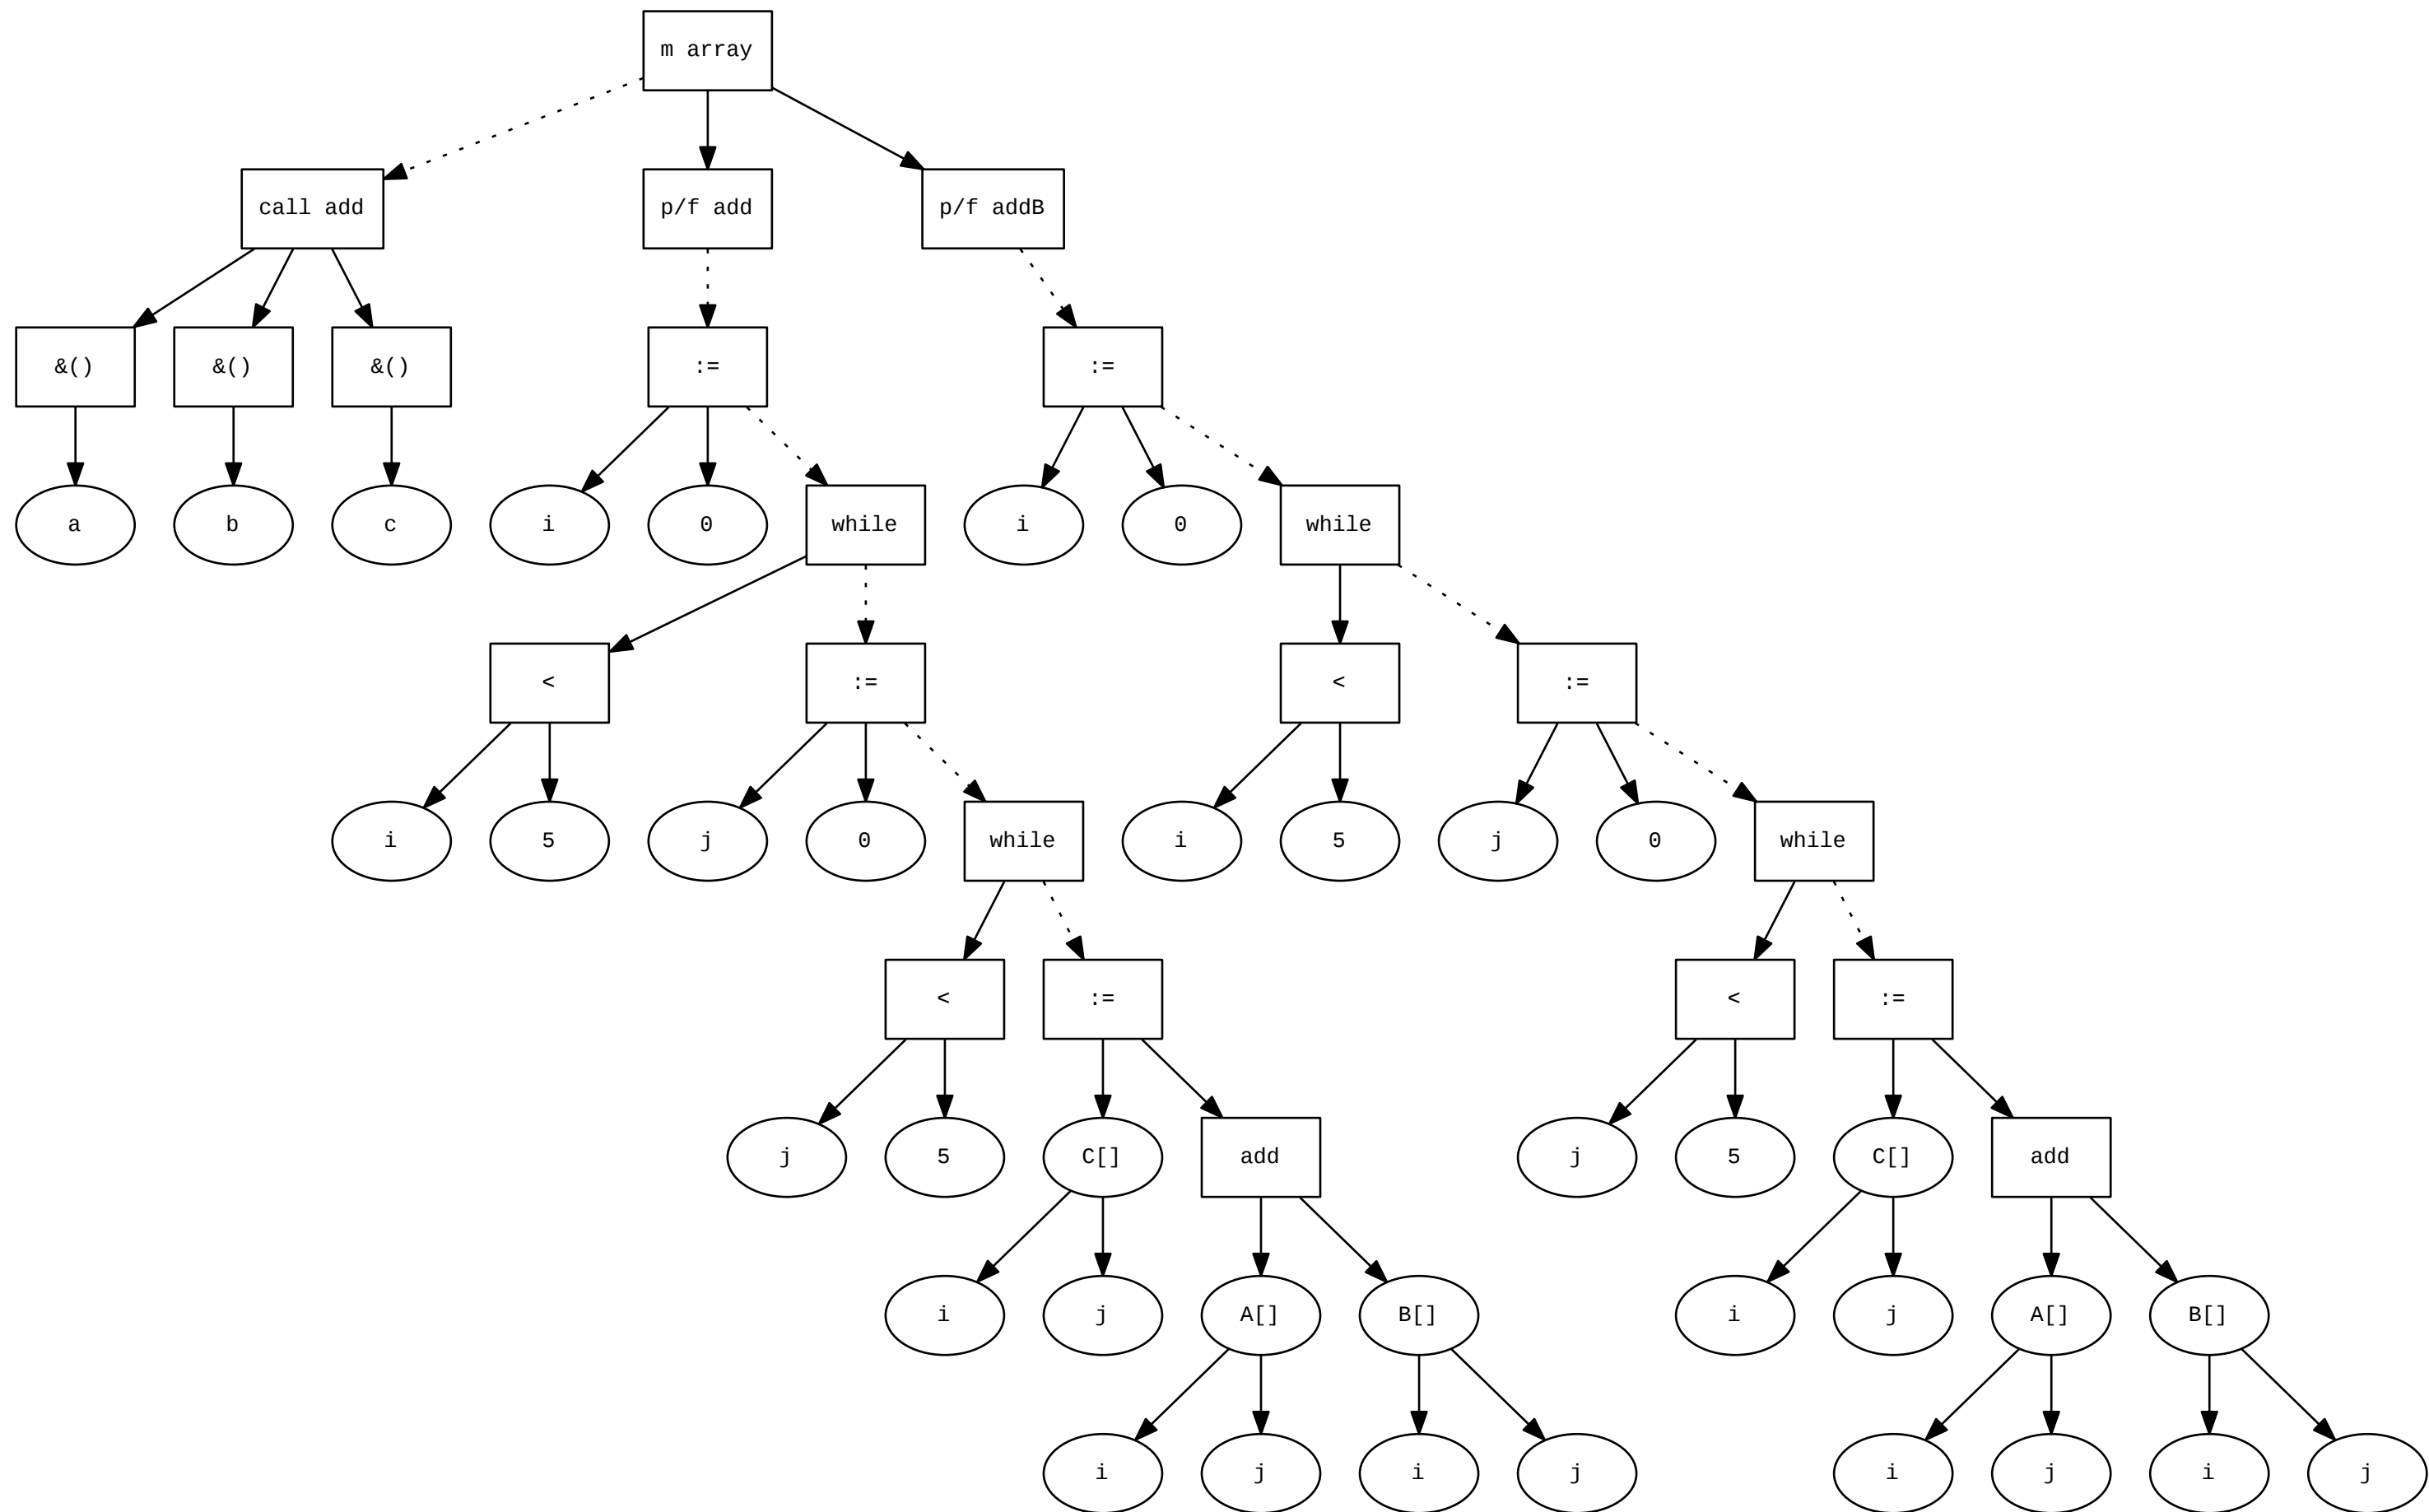 m array
call add
p/f add
p/f addB
&()
&()
&()
:=
:=
a
b
c
i
0
while
i
0
while
<
:=
<
:=
i
5
j
0
while
i
5
j
0
while
<
:=
<
:=
j
5
C[]
add
j
5
C[]
add
i
j
A[]
B[]
i
j
A[]
B[]
i
j
i
j
i
j
i
j